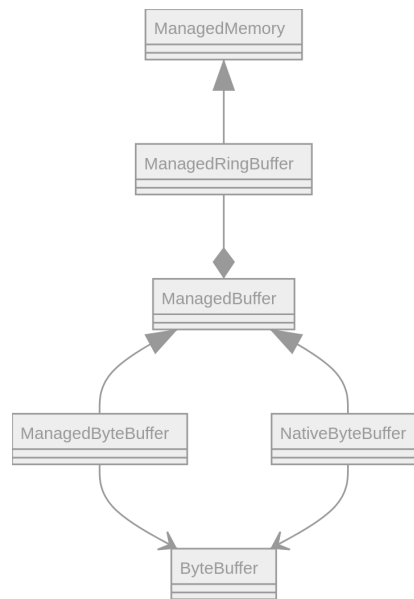 ManagedMemory
ManagedRingBuffer
ManagedBuffer
ManagedByteBuffer
NativeByteBuffer
ByteBuffer